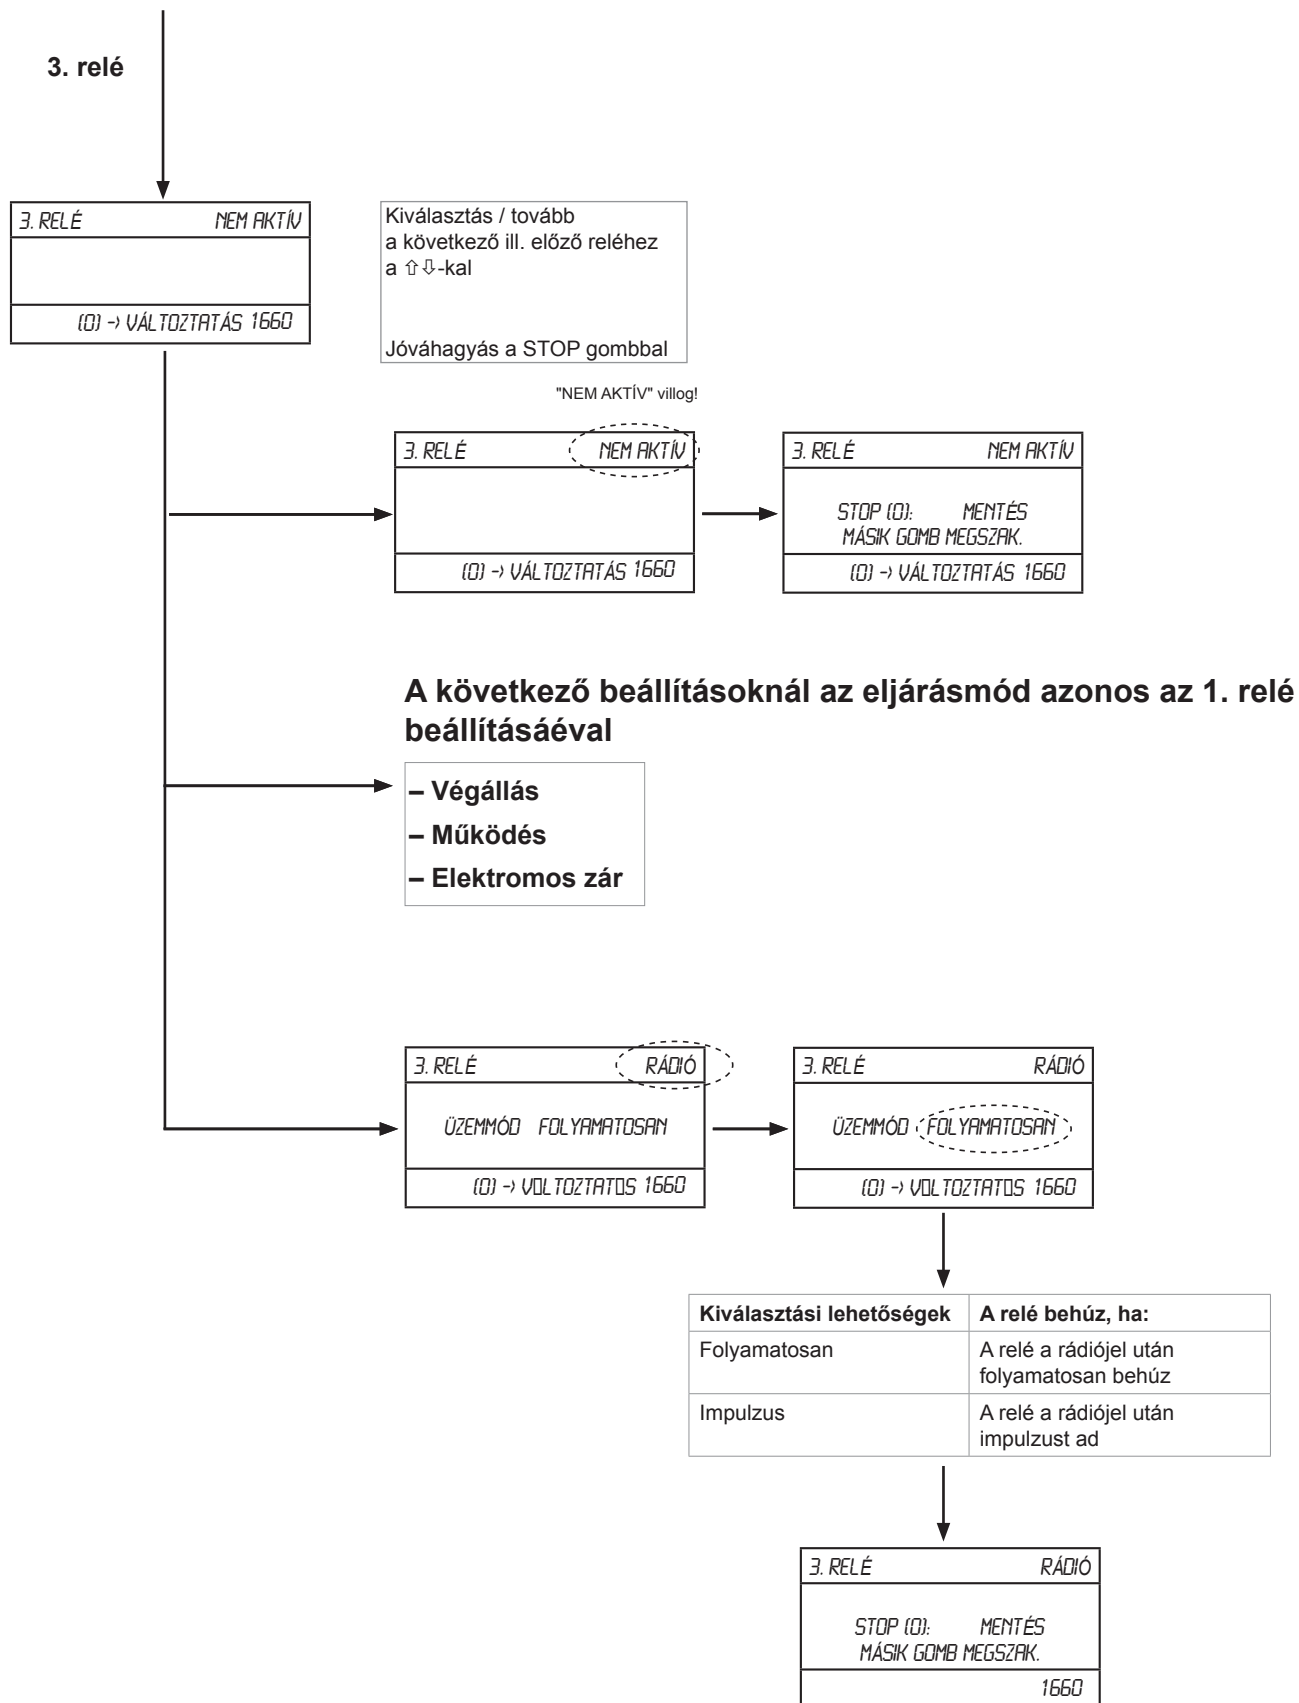 3. relé
3. RELÉ NEM AKTÍV
(0) -> VÁLTOZTATÁS 1660
Kiválasztás / tovább
a következő ill. előző reléhez
a ⇧⇩-kal
Jóváhagyás a STOP gombbal
"NEM AKTÍV" villog!
3. RELÉ NEM AKTÍV
(0) -> VÁLTOZTATÁS 1660
3. RELÉ NEM AKTÍV
STOP (0): MENTÉS
MÁSIK GOMB MEGSZAK.
(0) -> VÁLTOZTATÁS 1660
A következő beállításoknál az eljárásmód azonos az 1. relé
beállításáéval
– Végállás
– Működés
– Elektromos zár
3. RELÉ RÁDIÓ
ÜZEMMÓD FOLYAMATOSAN
(0) -> V▯LTOZTAT▯S 1660
3. RELÉ RÁDIÓ
ÜZEMMÓD FOLYAMATOSAN
(0) -> V▯LTOZTAT▯S 1660
Kiválasztási lehetőségek A relé behúz, ha:
Folyamatosan A relé a rádiójel után
folyamatosan behúz
Impulzus A relé a rádiójel után
impulzust ad
3. RELÉ RÁDIÓ
STOP (0): MENTÉS
MÁSIK GOMB MEGSZAK.
1660